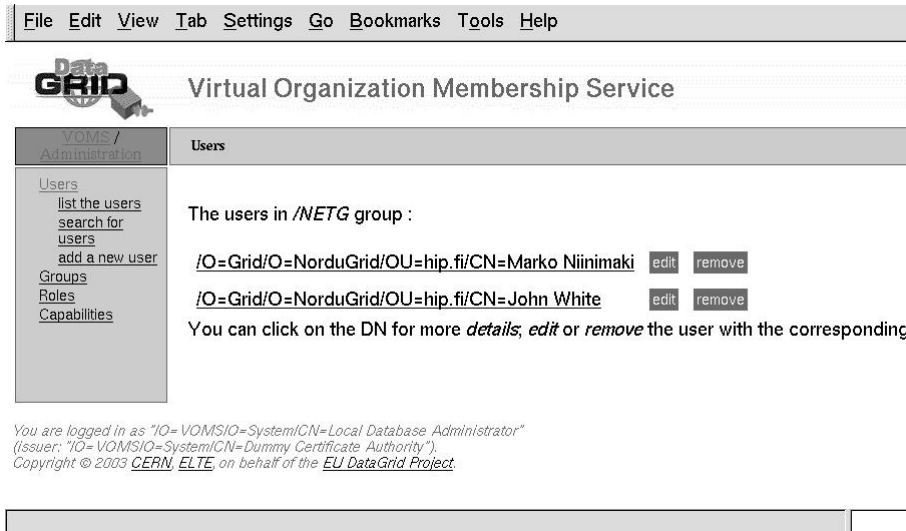 File Edit View Tab Settings Go Bookmarks Tools Help
Data
GRID
Virtual Organization Membership Service
VOMS /
Administration
Users
Users
list the users
search for
users
add a new user
Groups
Roles
Capabilities
The users in /NETG group :
/O=Grid/O=NorduGrid/OU=hip.fi/CN=Marko Niinimaki edit remove
/O=Grid/O=NorduGrid/OU=hip.fi/CN=John White edit remove
You can click on the DN for more details; edit or remove the user with the corresponding
You are logged in as "/O=VOMS/O=System/CN=Local Database Administrator"
(issuer: "/O=VOMS/O=System/CN=Dummy Certificate Authority").
Copyright © 2003 CERN, ELTE, on behalf of the EU DataGrid Project.